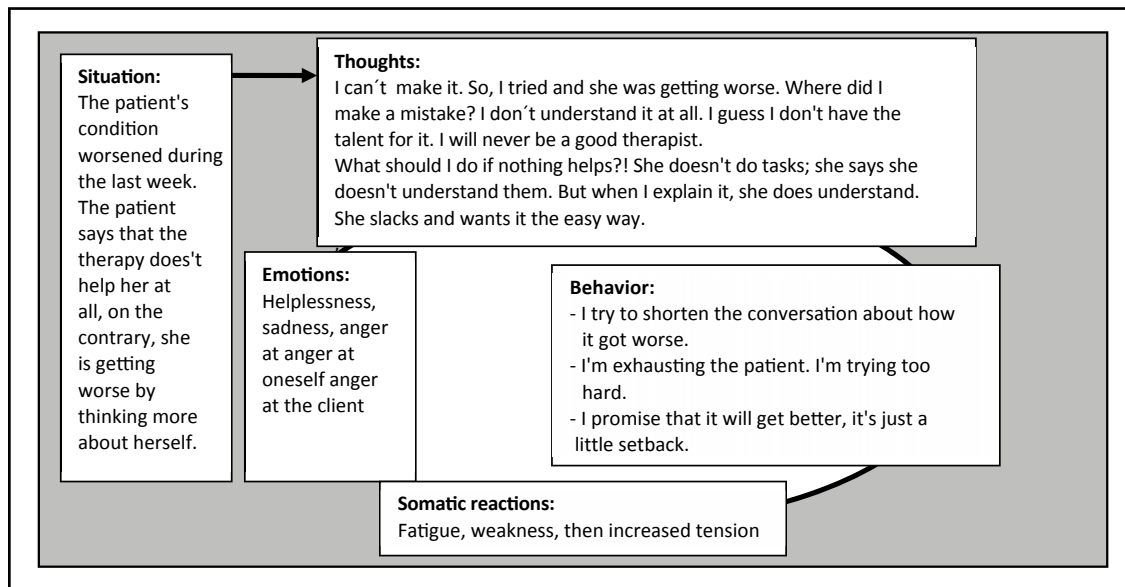 Situation:
The patient's
condition
worsened during
the last week.
The patient
says that the
therapy does't
help her at
all, on the
contrary, she
is getting
worse by
thinking more
about herself.
Thoughts:
I can´t make it. So, I tried and she was getting worse. Where did I
make a mistake? I don´t understand it at all. I guess I don't have the
talent for it. I will never be a good therapist.
What should I do if nothing helps?! She doesn't do tasks; she says she
doesn't understand them. But when I explain it, she does understand.
She slacks and wants it the easy way.
Emotions:
Helplessness,
sadness, anger
at anger at
oneself anger
at the client
Behavior:
- I try to shorten the conversation about how
it got worse.
- I'm exhausting the patient. I'm trying too
hard.
- I promise that it will get better, it's just a
little setback.
Somatic reactions:
Fatigue, weakness, then increased tension